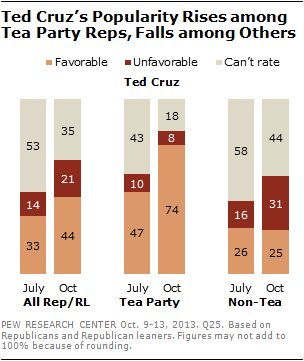 Ted Cruz's Popularity Rises among
Tea Party Reps, Falls among Others
Favorable Unfavorable Can't rate
Ted Cruz
53 35 43 18 58 44
14 21 10 8 16 31
33 44 47 74 26 25
July Oct July Oct July Oct
All Rep/RL Tea Party Non-Tea
PEW RESEARCH CENTER Oct. 9-13, 2013. Q25. Based on
Republicans and Republican leaners. Figures may not add to
100% because of rounding.